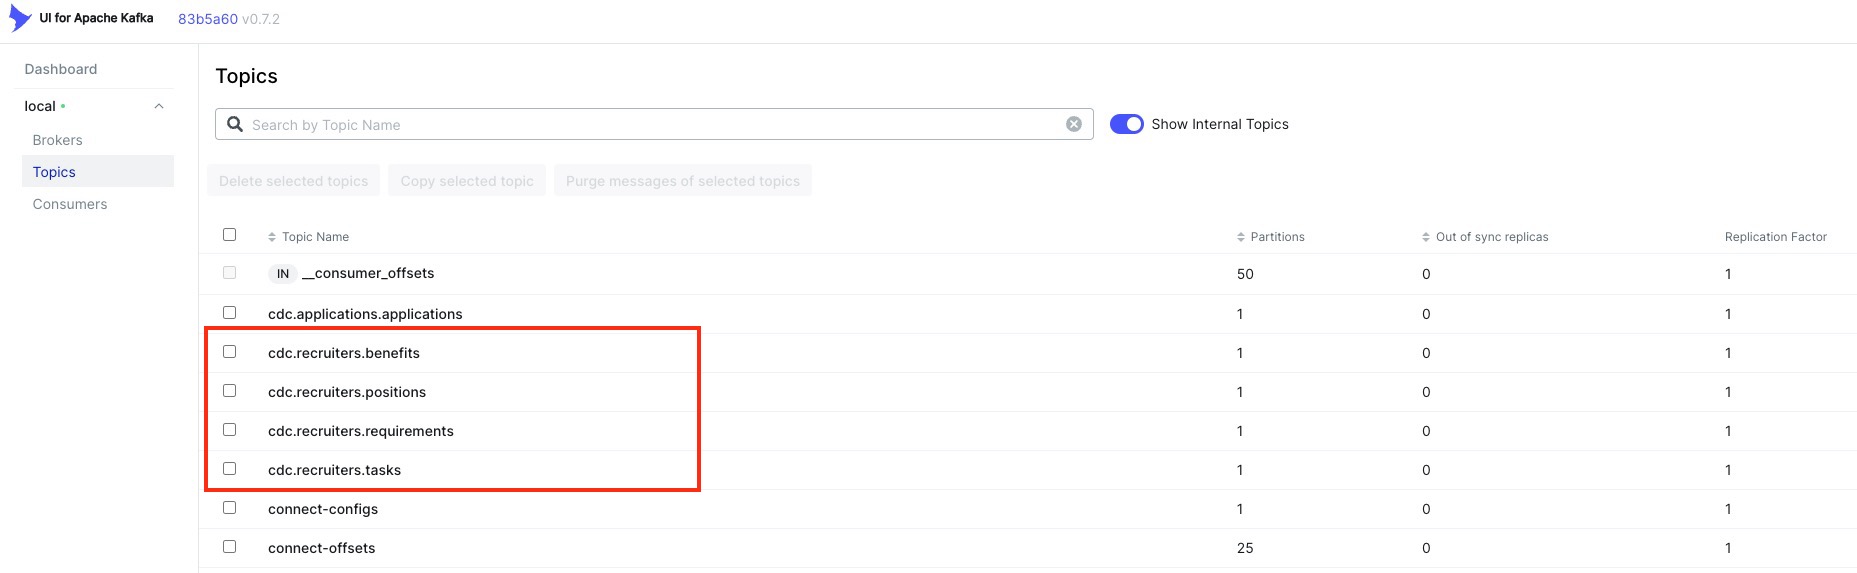 UI for Apache Kafka 83b5a60 v0.7.2
Dashboard
local
Brokers
Topics
Consumers
Topics
Search by Topic Name
Show Internal Topics
Delete selected topics Copy selected topic Purge messages of selected topics
Topic Name Partitions Out of sync replicas Replication Factor
IN __consumer_offsets 50 0 1
cdc.applications.applications 1 0 1
cdc.recruiters.benefits 1 0 1
cdc.recruiters.positions 1 0 1
cdc.recruiters.requirements 1 0 1
cdc.recruiters.tasks 1 0 1
connect-configs 1 0 1
connect-offsets 25 0 1